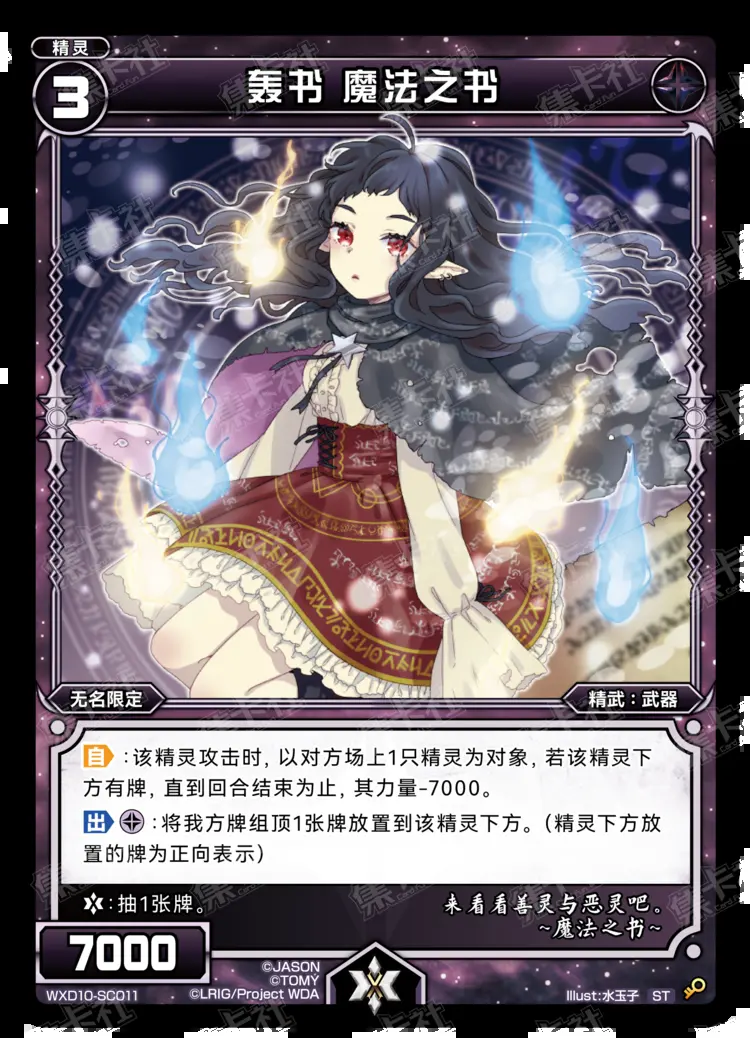 精灵
3
轰书 魔法之书
无名限定
精武：武器
自：该精灵攻击时，以对方场上1只精灵为对象，若该精灵下
方有牌，直到回合结束为止，其力量-7000。
出：将我方牌组顶1张牌放置到该精灵下方。（精灵下方放
置的牌为正向表示）
：抽1张牌。
来看看善灵与恶灵吧。
~魔法之书~
7000
©JASON
©TOMY
©LRIG/Project WDA
WXD10-SC011
Illust:水玉子 ST
集卡社